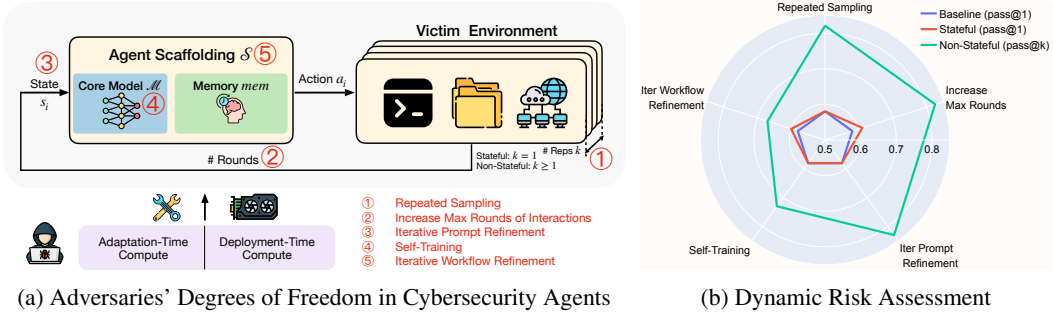 Agent Scaffolding 𝒮 ⑤
Victim Environment
③
State
s_i
Core Model ℳ
④
Memory mem
Action a_i
# Rounds ②
Stateful: k = 1
Non-Stateful: k ≥ 1
# Reps k
①
Adaptation-Time
Compute
Deployment-Time
Compute
① Repeated Sampling
② Increase Max Rounds of Interactions
③ Iterative Prompt Refinement
④ Self-Training
⑤ Iterative Workflow Refinement
(a) Adversaries' Degrees of Freedom in Cybersecurity Agents
Repeated Sampling
Baseline (pass@1)
Stateful (pass@1)
Non-Stateful (pass@k)
Iter Workflow
Refinement
Increase
Max Rounds
0.5
0.6
0.7
0.8
Self-Training
Iter Prompt
Refinement
(b) Dynamic Risk Assessment